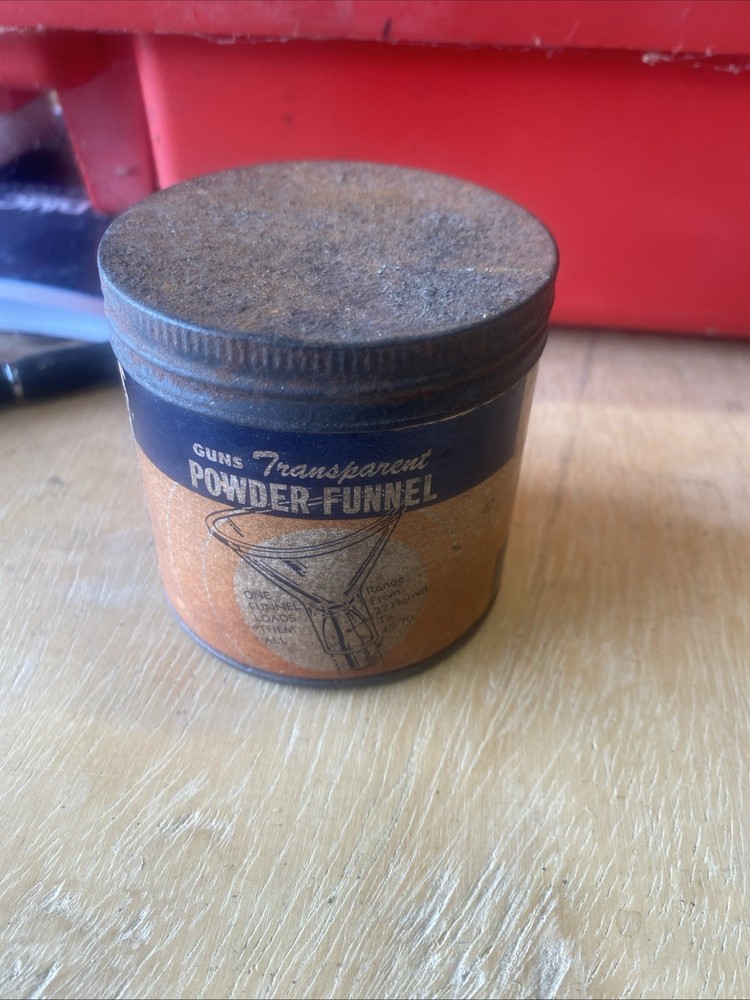 GUNS Transparent
POWDER FUNNEL
ONE
FUNNEL
LOADS
THEM
ALL
Range
From
22 Hornet
To
45-70